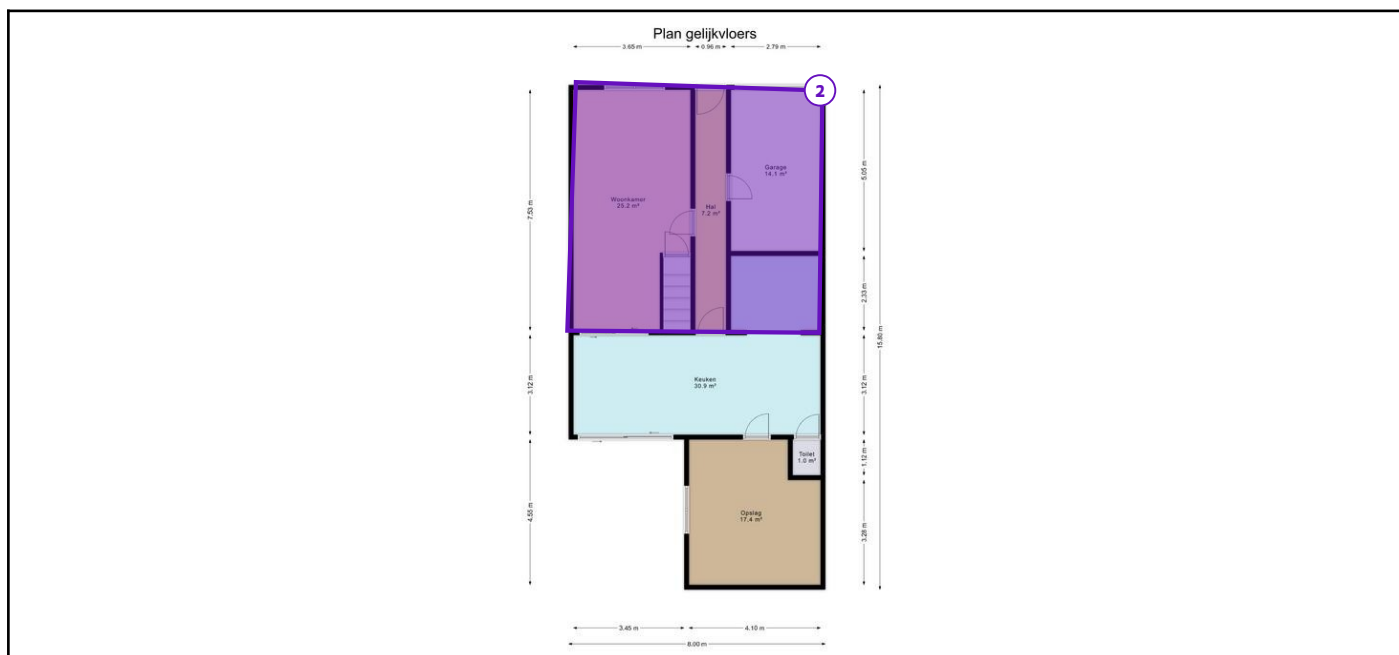 Plan gelijkvloers
3.65 m
0.96 m
2.79 m
2
Garage
14.1 m²
5.05 m
Woonkamer
25.2 m²
Hal
7.2 m²
7.53 m
2.33 m
15.80 m
Keuken
30.9 m²
3.12 m
3.12 m
Toilet
1.0 m²
1.12 m
Opslag
17.4 m²
4.55 m
3.28 m
3.45 m
4.10 m
8.00 m